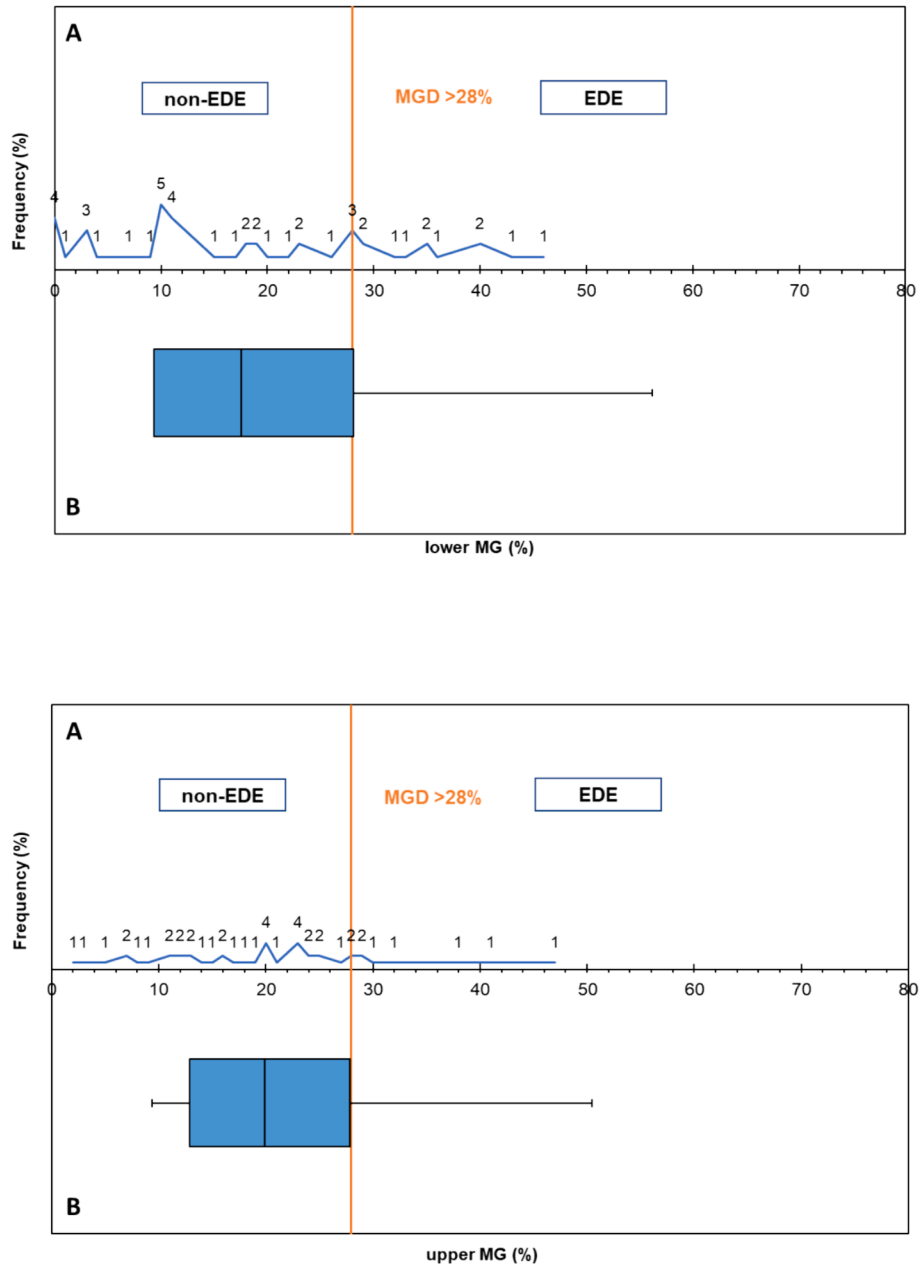 A
non-EDE
MGD >28%
EDE
Frequency (%)
4 1 3 1 1 1 5 4 1 1 2 2 1 1 2 1 3 2 1 1 2 1 2 1 1
0 10 20 30 40 50 60 70 80
B
lower MG (%)
A
non-EDE
MGD >28%
EDE
Frequency (%)
1 1 1 2 1 1 2 2 2 1 1 2 1 1 1 4 1 4 2 2 1 2 2 1 1 1 1 1
0 10 20 30 40 50 60 70 80
B
upper MG (%)